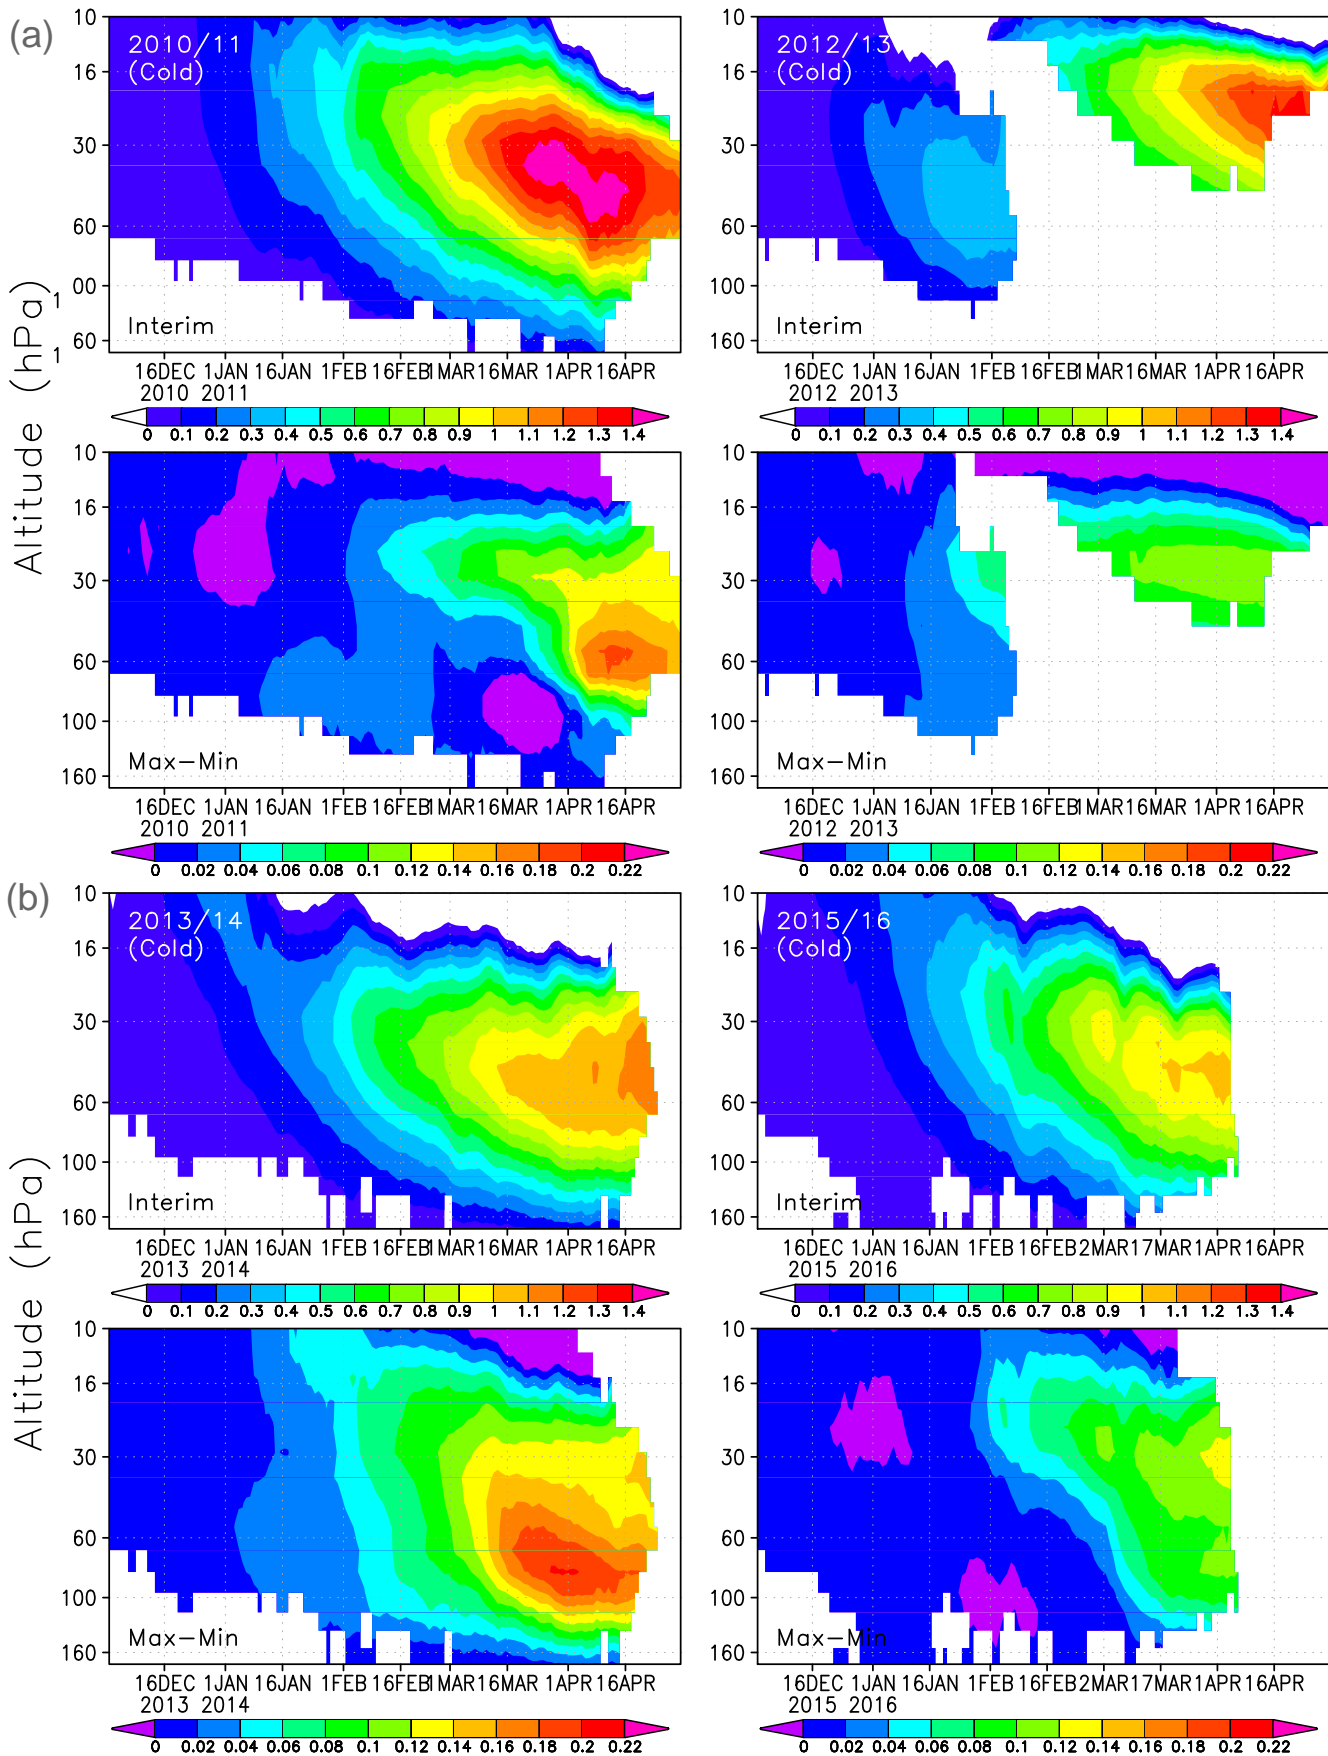 (a)
Altitude (hPa)
10
16
30
60
1 00
1 60
2010/11
(Cold)
Interim
16DEC 1JAN 16JAN 1FEB 16FEB 1MAR 16MAR 1APR 16APR
2010 2011
0 0.1 0.2 0.3 0.4 0.5 0.6 0.7 0.8 0.9 1 1.1 1.2 1.3 1.4
10
16
30
60
100
160
2012/13
(Cold)
Interim
16DEC 1JAN 16JAN 1FEB 16FEB 1MAR 16MAR 1APR 16APR
2012 2013
0 0.1 0.2 0.3 0.4 0.5 0.6 0.7 0.8 0.9 1 1.1 1.2 1.3 1.4
10
16
30
60
100
160
Max-Min
16DEC 1JAN 16JAN 1FEB 16FEB 1MAR 16MAR 1APR 16APR
2010 2011
0 0.02 0.04 0.06 0.08 0.1 0.12 0.14 0.16 0.18 0.2 0.22
10
16
30
60
100
160
Max-Min
16DEC 1JAN 16JAN 1FEB 16FEB 1MAR 16MAR 1APR 16APR
2012 2013
0 0.02 0.04 0.06 0.08 0.1 0.12 0.14 0.16 0.18 0.2 0.22
(b)
Altitude (hPa)
10
16
30
60
100
160
2013/14
(Cold)
Interim
16DEC 1JAN 16JAN 1FEB 16FEB 1MAR 16MAR 1APR 16APR
2013 2014
0 0.1 0.2 0.3 0.4 0.5 0.6 0.7 0.8 0.9 1 1.1 1.2 1.3 1.4
10
16
30
60
100
160
2015/16
(Cold)
Interim
16DEC 1JAN 16JAN 1FEB 16FEB 2MAR 17MAR 1APR 16APR
2015 2016
0 0.1 0.2 0.3 0.4 0.5 0.6 0.7 0.8 0.9 1 1.1 1.2 1.3 1.4
10
16
30
60
100
160
Max-Min
16DEC 1JAN 16JAN 1FEB 16FEB 1MAR 16MAR 1APR 16APR
2013 2014
0 0.02 0.04 0.06 0.08 0.1 0.12 0.14 0.16 0.18 0.2 0.22
10
16
30
60
100
160
Max-Min
16DEC 1JAN 16JAN 1FEB 16FEB 2MAR 17MAR 1APR 16APR
2015 2016
0 0.02 0.04 0.06 0.08 0.1 0.12 0.14 0.16 0.18 0.2 0.22